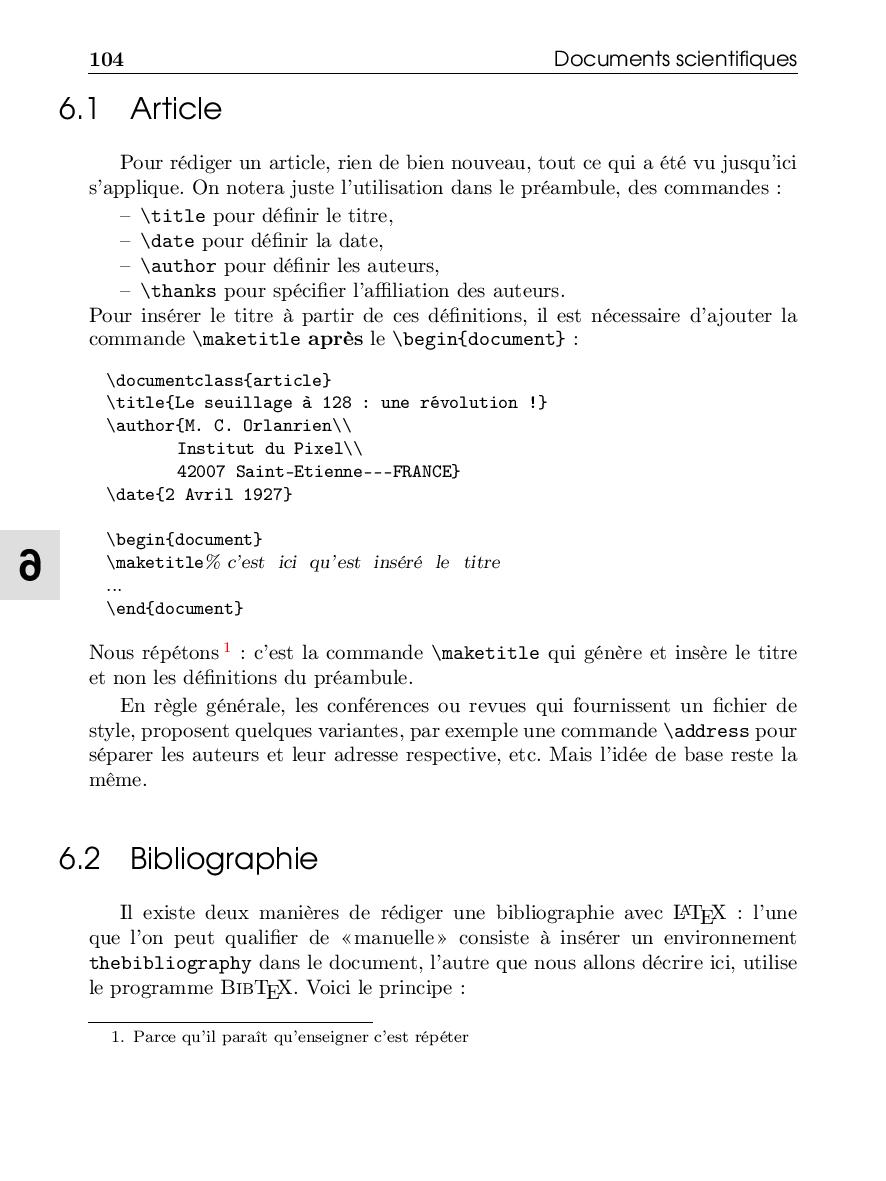 104 Documents scientifiques
6.1 Article
Pour rédiger un article, rien de bien nouveau, tout ce qui a été vu jusqu'ici
s'applique. On notera juste l'utilisation dans le préambule, des commandes :
– \title pour définir le titre,
– \date pour définir la date,
– \author pour définir les auteurs,
– \thanks pour spécifier l'affiliation des auteurs.
Pour insérer le titre à partir de ces définitions, il est nécessaire d'ajouter la
commande \maketitle après le \begin{document} :
\documentclass{article}
\title{Le seuillage à 128 : une révolution !}
\author{M. C. Orlanrien\\
Institut du Pixel\\
42007 Saint-Etienne---FRANCE}
\date{2 Avril 1927}
\begin{document}
6
\maketitle% c'est ici qu'est inséré le titre
...
\end{document}
Nous répétons 1 : c'est la commande \maketitle qui génère et insère le titre
et non les définitions du préambule.
En règle générale, les conférences ou revues qui fournissent un fichier de
style, proposent quelques variantes, par exemple une commande \address pour
séparer les auteurs et leur adresse respective, etc. Mais l'idée de base reste la
même.
6.2 Bibliographie
Il existe deux manières de rédiger une bibliographie avec LATEX : l'une
que l'on peut qualifier de «manuelle» consiste à insérer un environnement
thebibliography dans le document, l'autre que nous allons décrire ici, utilise
le programme BIBTEX. Voici le principe :
1. Parce qu'il paraît qu'enseigner c'est répéter